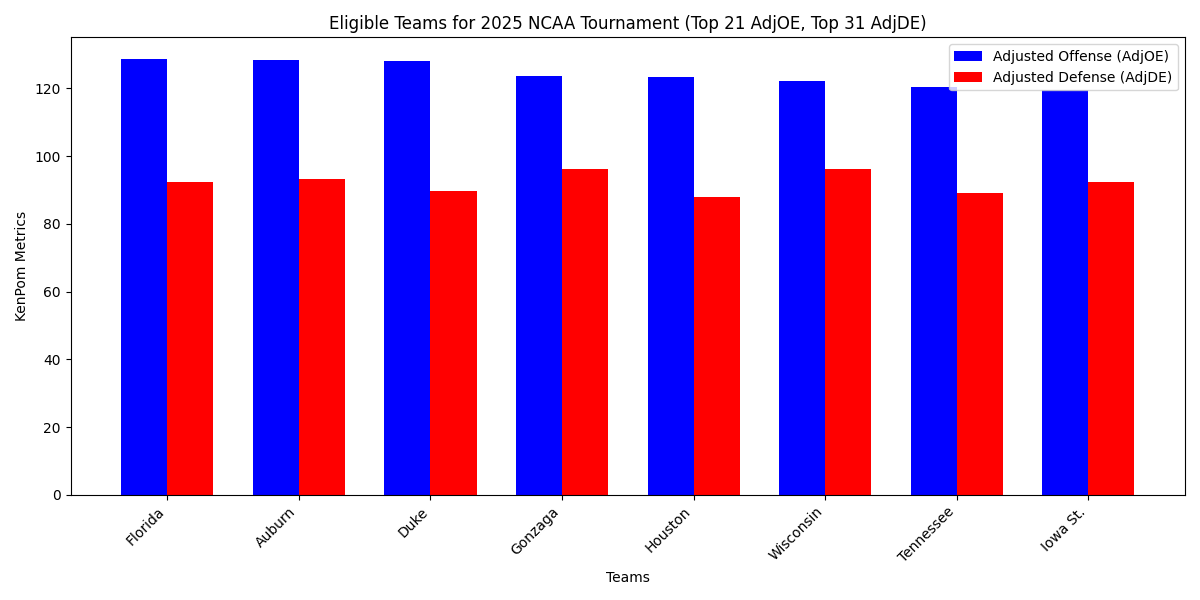 Eligible Teams for 2025 NCAA Tournament (Top 21 AdjOE, Top 31 AdjDE)
Adjusted Offense (AdjOE)
Adjusted Defense (AdjDE)
KenPom Metrics
120
100
80
60
40
20
0
Florida
Auburn
Duke
Gonzaga
Houston
Wisconsin
Tennessee
Iowa St.
Teams